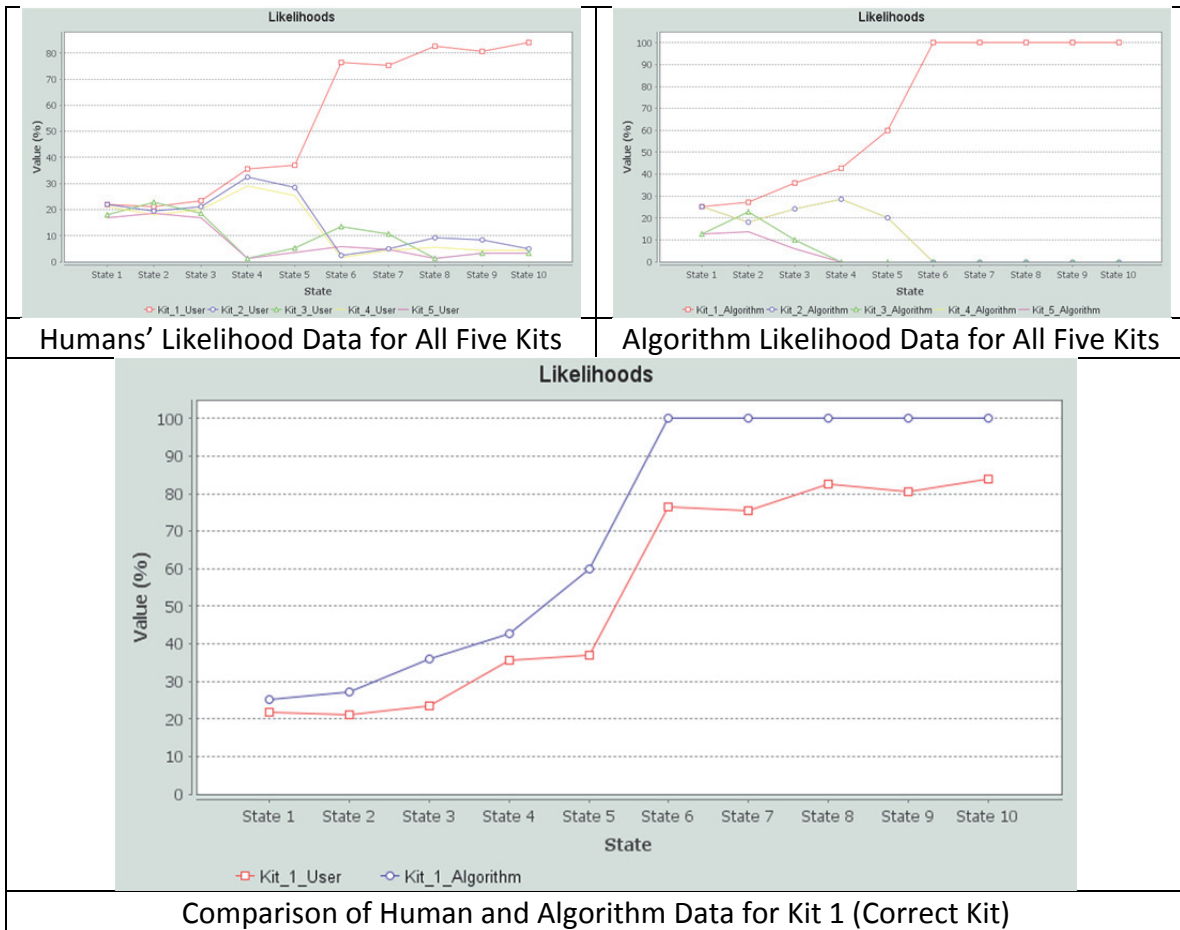 Likelihoods
Value (%)
80
70
60
50
40
30
20
10
0
State 1 State 2 State 3 State 4 State 5 State 6 State 7 State 8 State 9 State 10
State
Kit_1_User Kit_2_User Kit_3_User Kit_4_User Kit_5_User
Humans’ Likelihood Data for All Five Kits
Likelihoods
Value (%)
100
90
80
70
60
50
40
30
20
10
0
State 1 State 2 State 3 State 4 State 5 State 6 State 7 State 8 State 9 State 10
State
Kit_1_Algorithm Kit_2_Algorithm Kit_3_Algorithm Kit_4_Algorithm Kit_5_Algorithm
Algorithm Likelihood Data for All Five Kits
Likelihoods
Value (%)
100
90
80
70
60
50
40
30
20
10
0
State 1 State 2 State 3 State 4 State 5 State 6 State 7 State 8 State 9 State 10
State
Kit_1_User Kit_1_Algorithm
Comparison of Human and Algorithm Data for Kit 1 (Correct Kit)